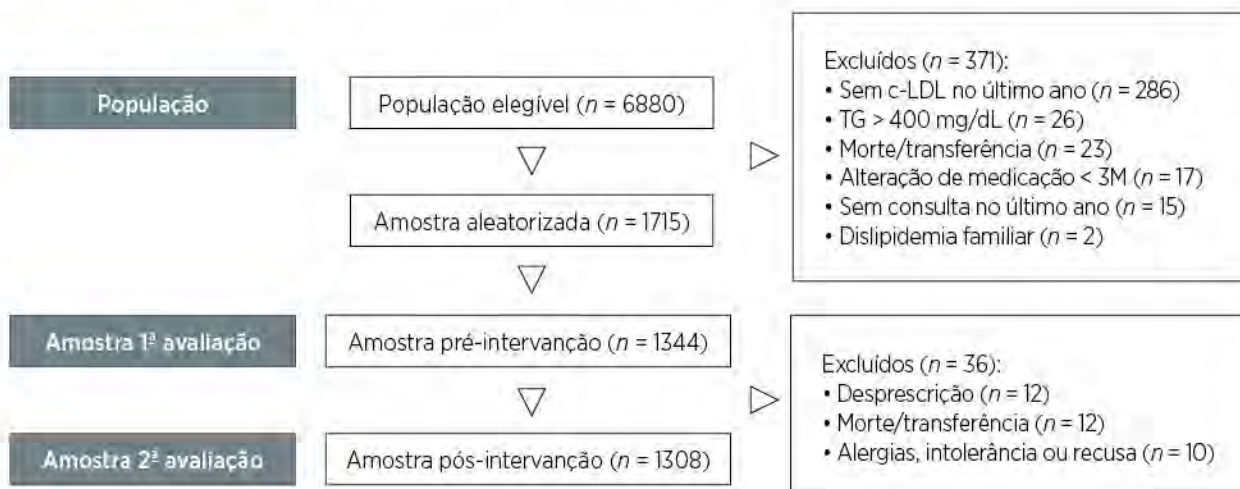 População
População elegível (n = 6880)
Amostra aleatorizada (n = 1715)
Excluídos (n = 371):
• Sem c-LDL no último ano (n = 286)
• TG > 400 mg/dL (n = 26)
• Morte/transferência (n = 23)
• Alteração de medicação < 3M (n = 17)
• Sem consulta no último ano (n = 15)
• Dislipidemia familiar (n = 2)
Amostra 1ª avaliação
Amostra pré-intervanção (n = 1344)
Excluídos (n = 36):
• Desprescrição (n = 12)
• Morte/transferência (n = 12)
• Alergias, intolerância ou recusa (n = 10)
Amostra 2ª avaliação
Amostra pós-intervanção (n = 1308)